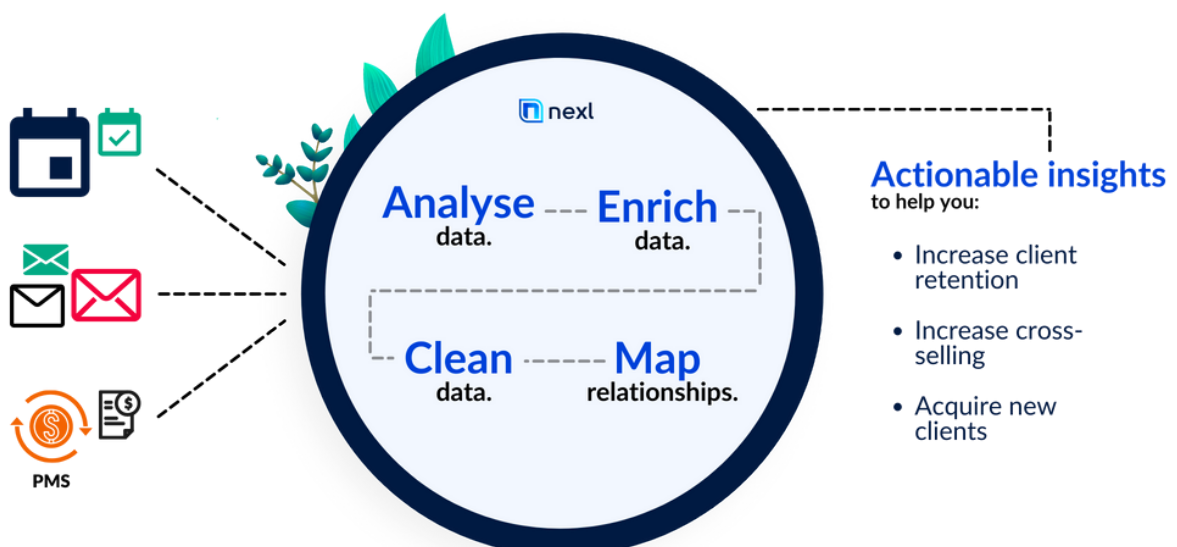 nexl
Analyse
data.
Enrich
data.
Clean
data.
Map
relationships.
PMS
Actionable insights
to help you:
• Increase client
retention
• Increase cross-
selling
• Acquire new
clients